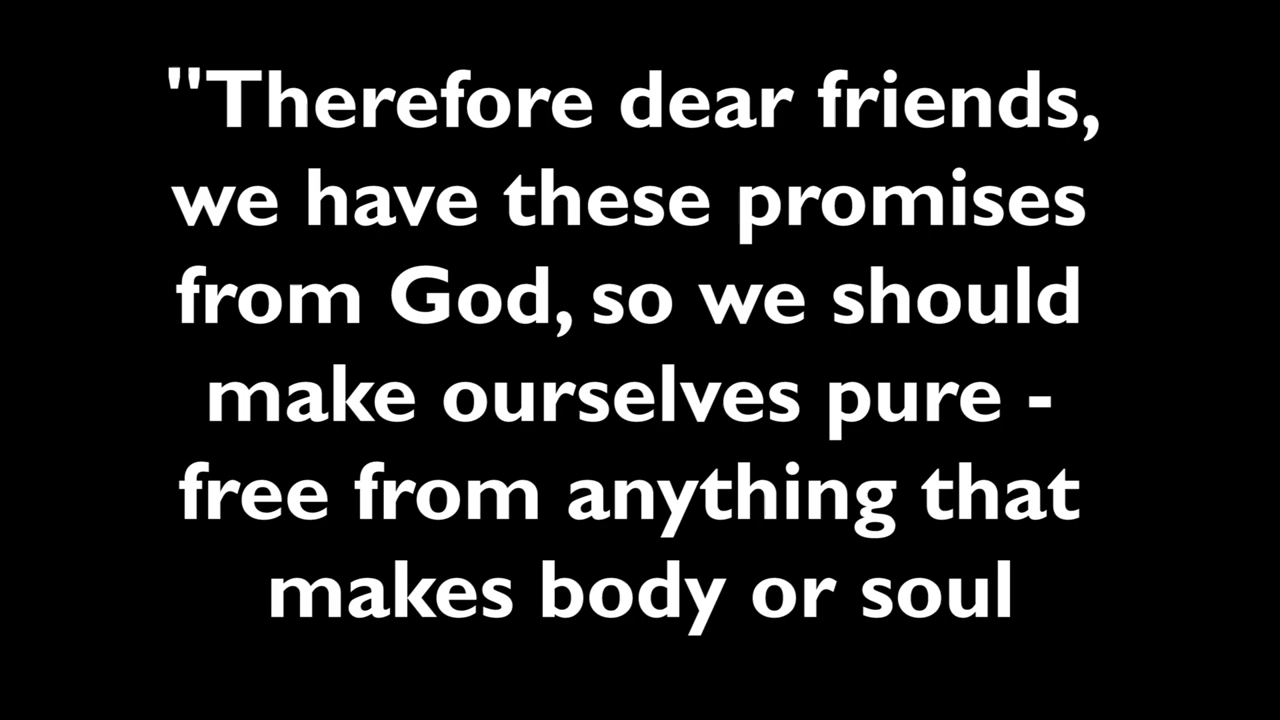 "Therefore dear friends,
we have these promises
from God, so we should
make ourselves pure -
free from anything that
makes body or soul